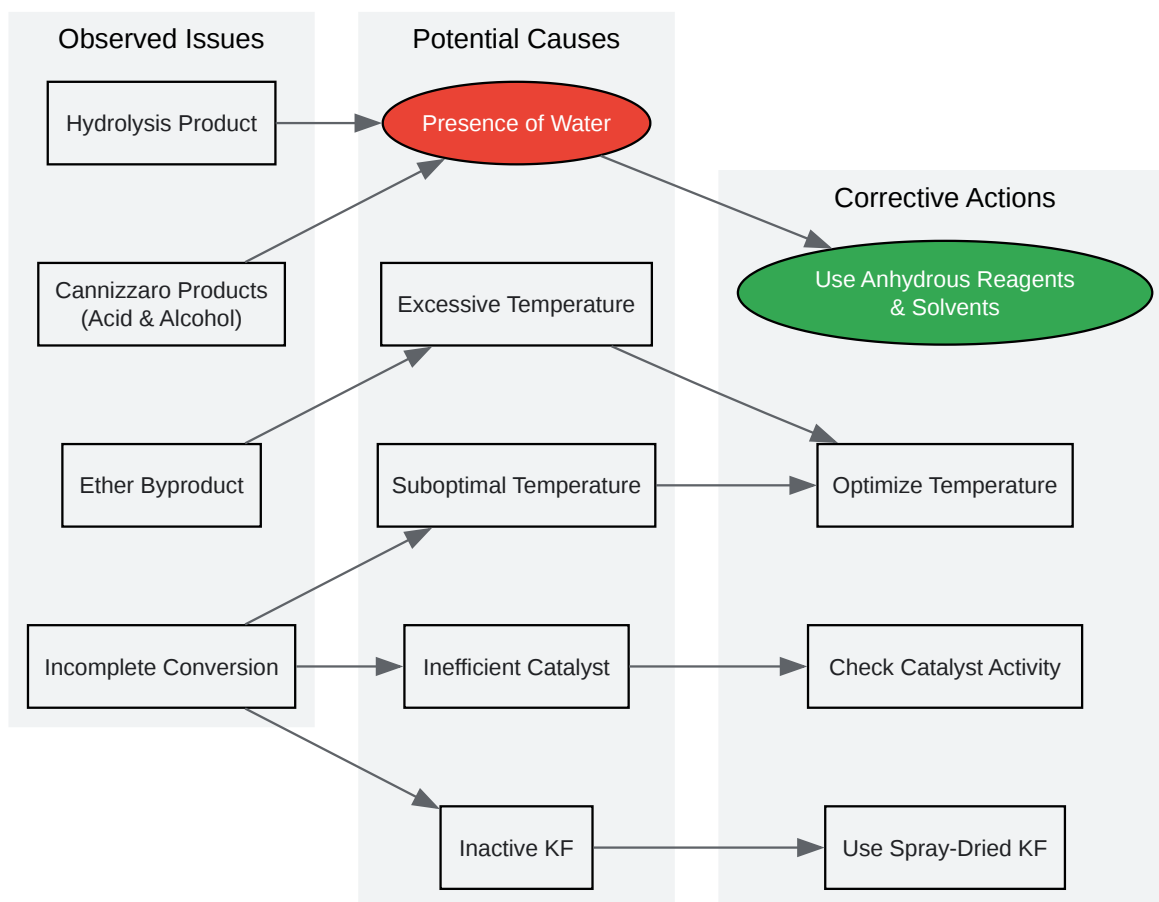 Observed Issues
Hydrolysis Product
Cannizzaro Products
(Acid & Alcohol)
Ether Byproduct
Incomplete Conversion
Potential Causes
Presence of Water
Excessive Temperature
Suboptimal Temperature
Inefficient Catalyst
Inactive KF
Corrective Actions
Use Anhydrous Reagents
& Solvents
Optimize Temperature
Check Catalyst Activity
Use Spray-Dried KF